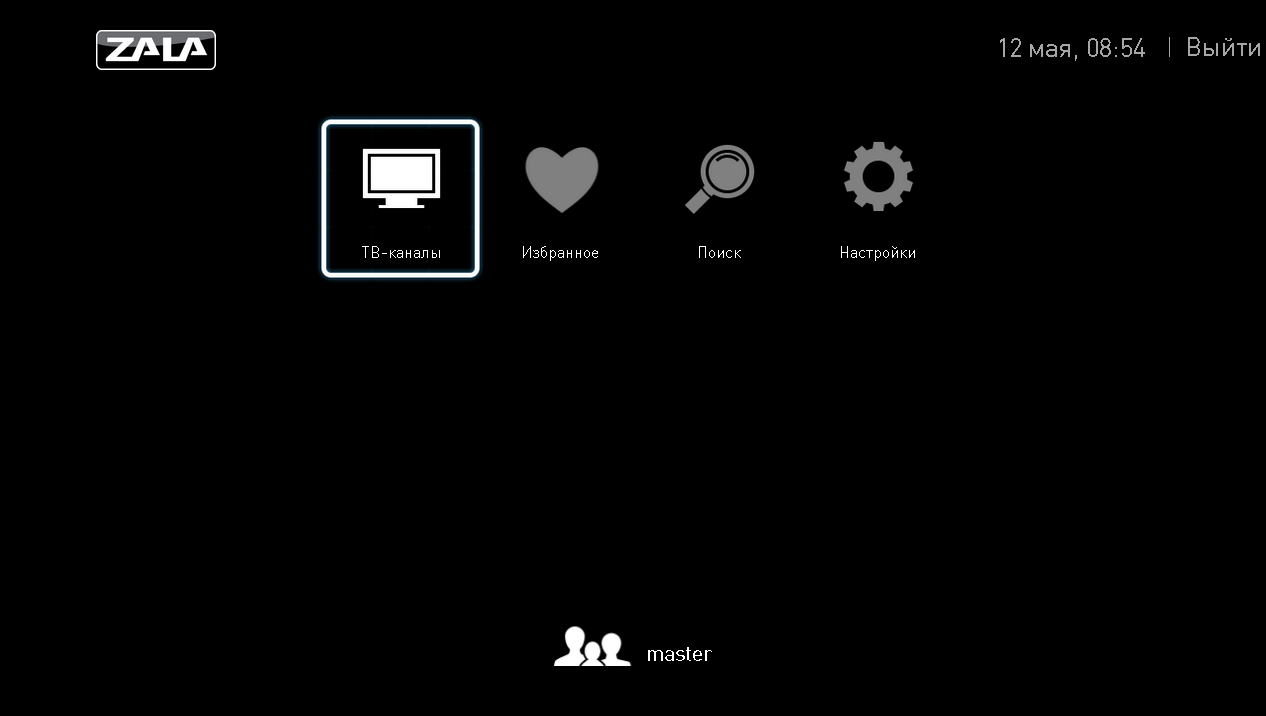 ZALA
12 мая, 08:54 | Выйти
ТВ-каналы
Избранное
Поиск
Настройки
master